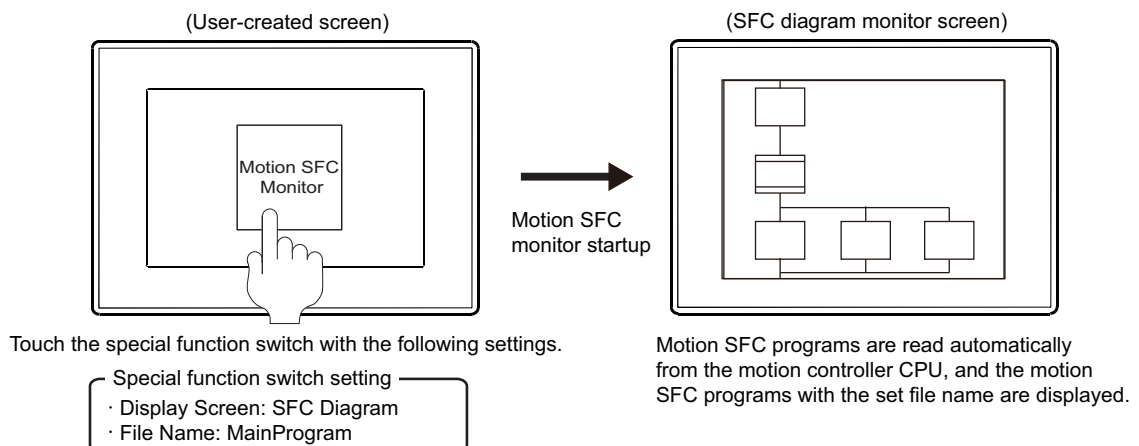 (User-created screen)
(SFC diagram monitor screen)
Motion SFC
Monitor
Motion SFC
monitor startup
Touch the special function switch with the following settings.
Special function switch setting
· Display Screen: SFC Diagram
· File Name: MainProgram
Motion SFC programs are read automatically
from the motion controller CPU, and the motion
SFC programs with the set file name are displayed.